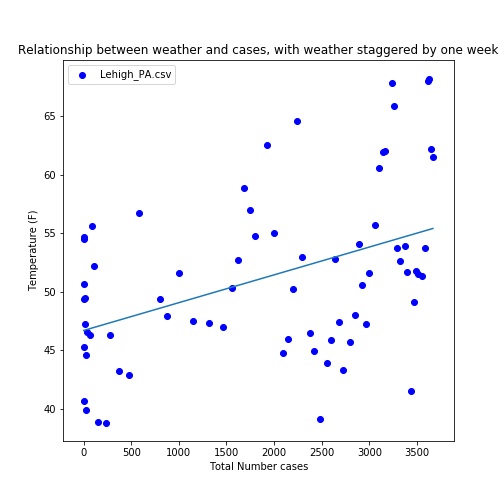 Relationship between weather and cases, with weather staggered by one week
Lehigh_PA.csv
Temperature (F)
65
60
55
50
45
40
0 500 1000 1500 2000 2500 3000 3500
Total Number cases